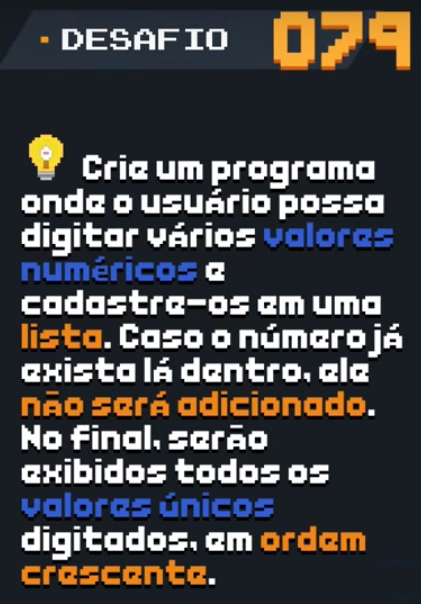 DESAFIO 079
Crie um programa
onde o usuário possa
digitar vários valores
numéricos e
cadastre-os em uma
lista. Caso o número já
exista lá dentro, ele
não será adicionado.
No final, serão
exibidos todos os
valores únicos
digitados, em ordem
crescente.